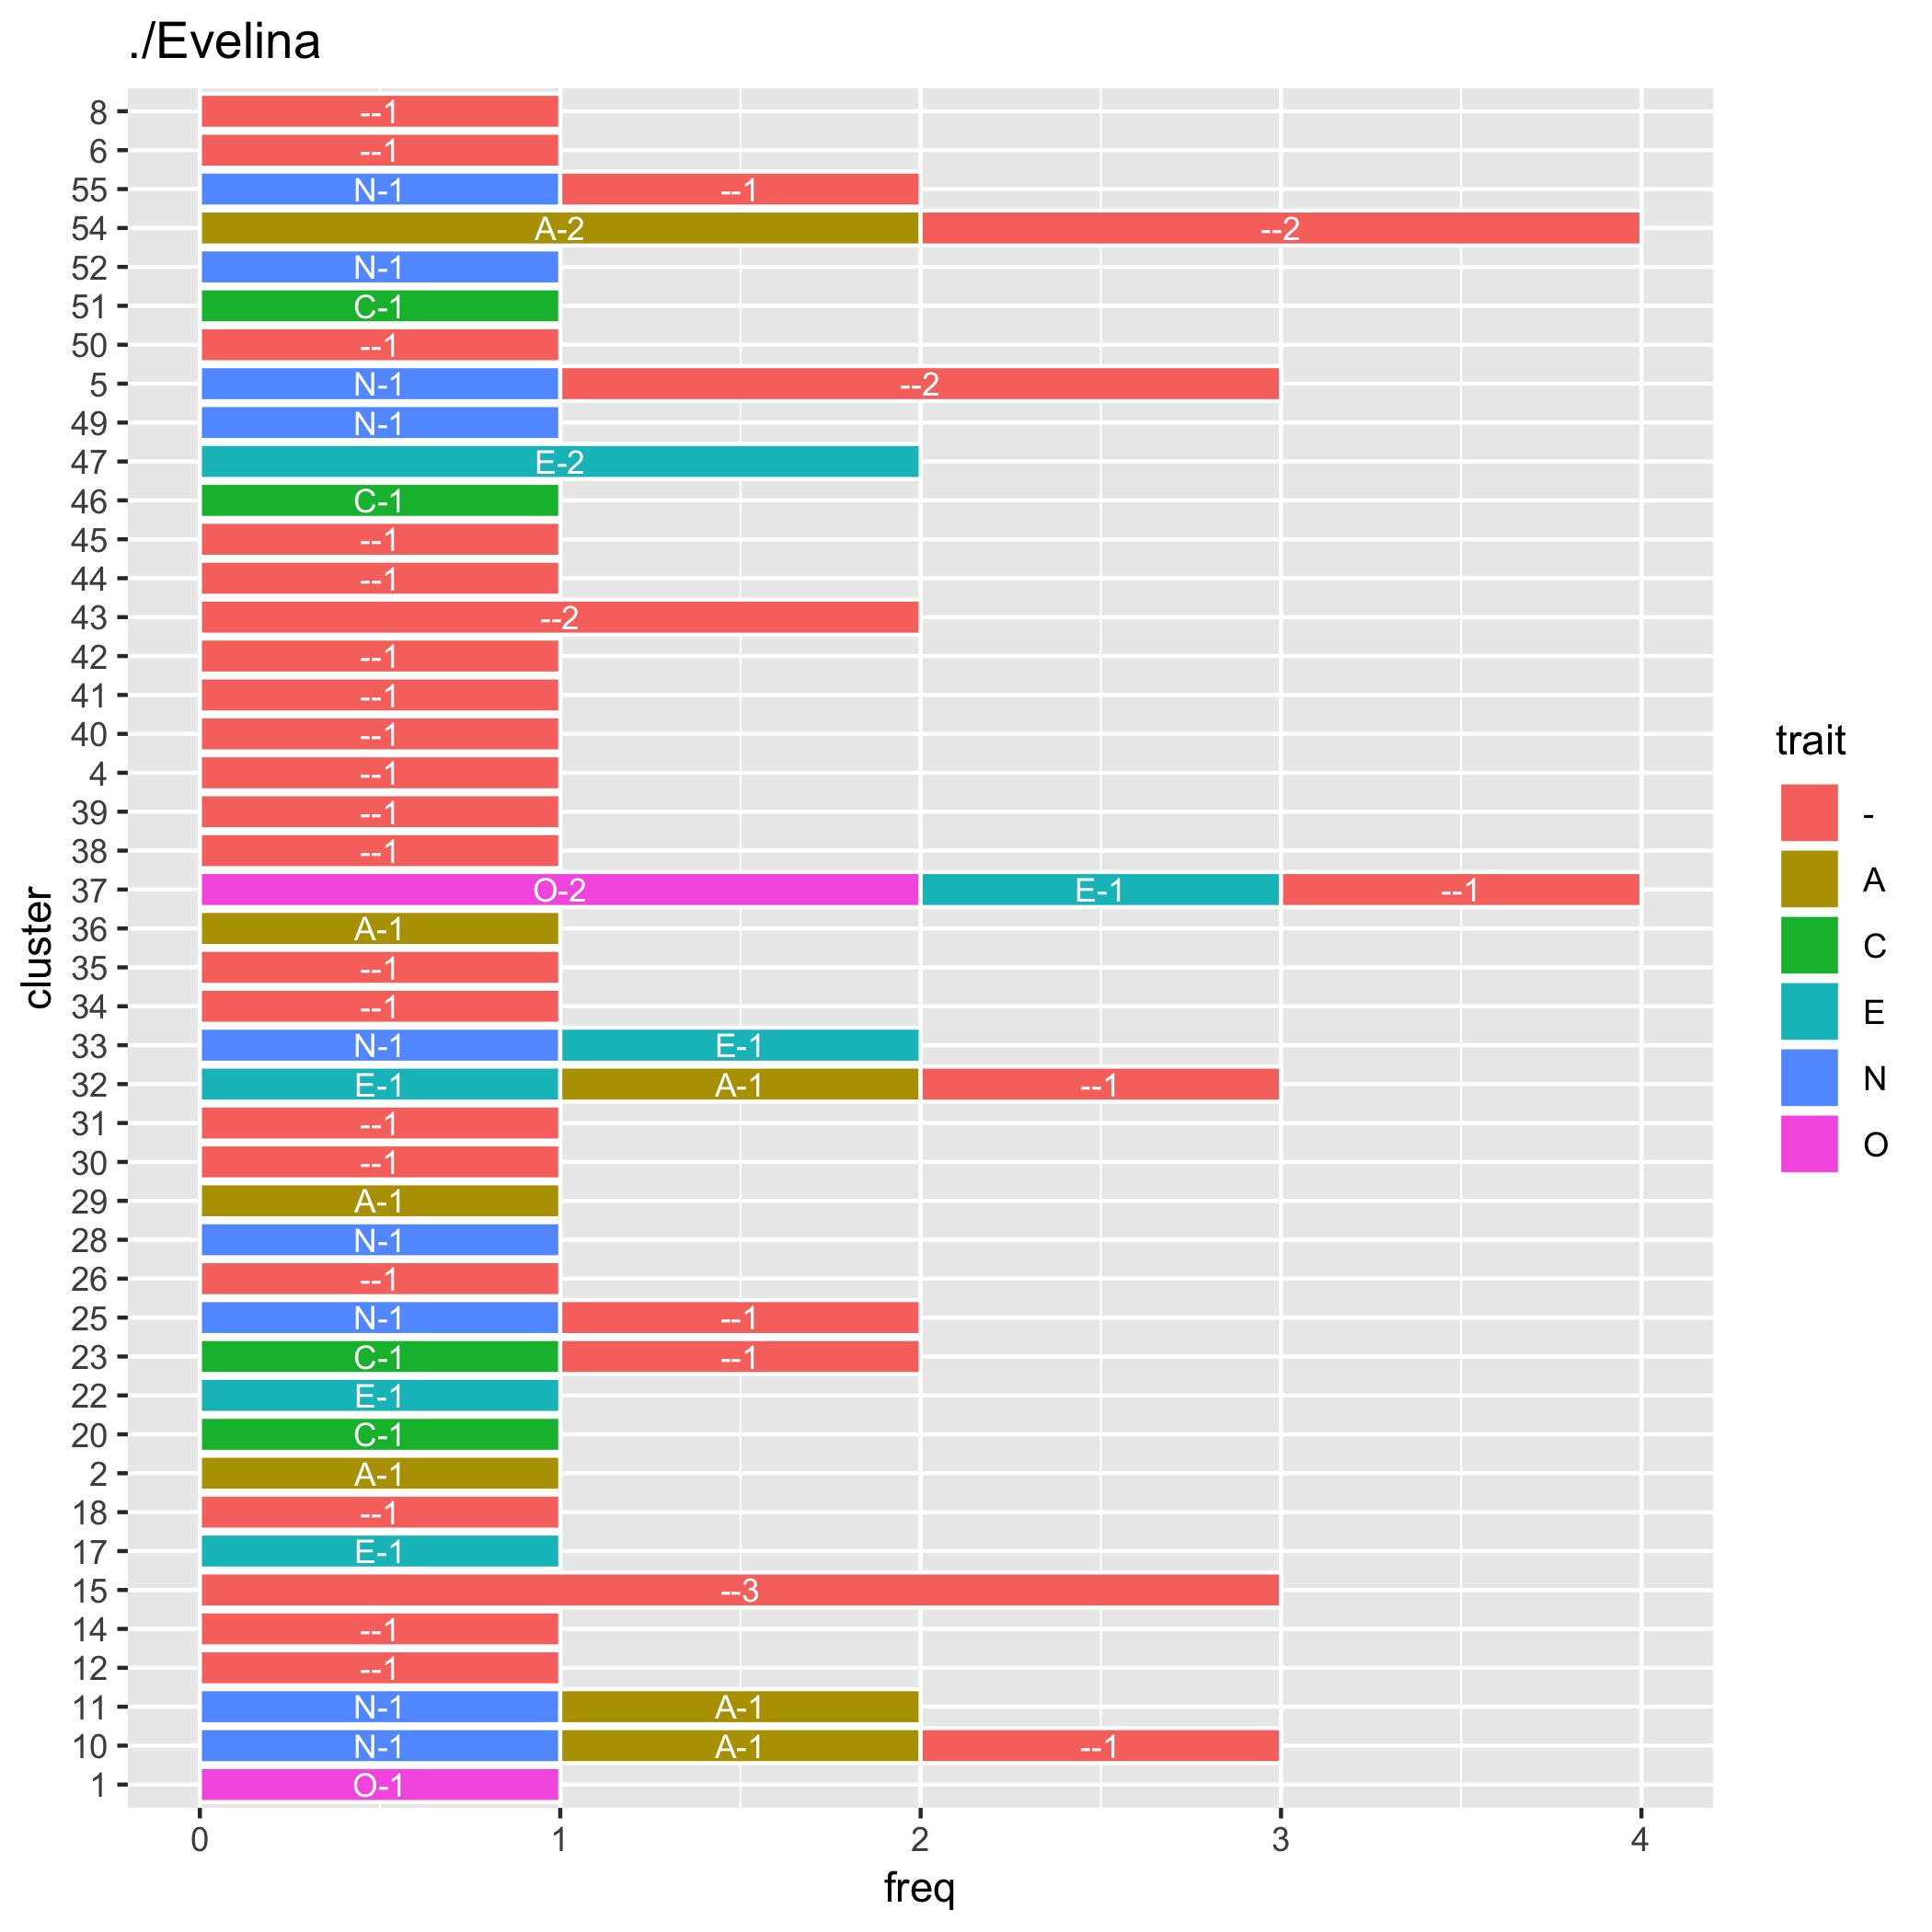 ./Evelina
8 --1
6 --1
55 N-1 --1
54 A-2 --2
52 N-1
51 C-1
50 --1
5 N-1 --2
49 N-1
47 E-2
46 C-1
45 --1
44 --1
43 --2
42 --1
41 --1
40 --1
4 --1
39 --1
38 --1
37 O-2 E-1 --1
36 A-1
35 --1
34 --1
33 N-1 E-1
32 E-1 A-1 --1
31 --1
30 --1
29 A-1
28 N-1
26 --1
25 N-1 --1
23 C-1 --1
22 E-1
20 C-1
2 A-1
18 --1
17 E-1
15 --3
14 --1
12 --1
11 N-1 A-1
10 N-1 A-1 --1
1 O-1
0 1 2 3 4
freq
cluster
trait
-
A
C
E
N
O